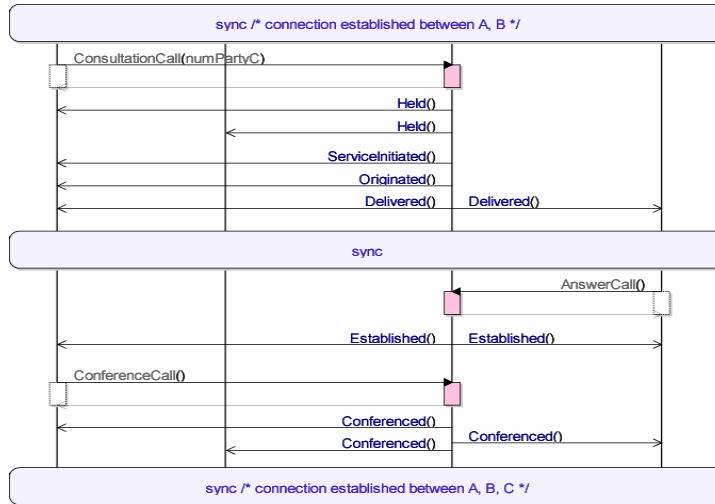 sync /* connection established between A, B */
ConsultationCall(numPartyC)
Held()
Held()
ServiceInitiated()
Originated()
Delivered() Delivered()
sync
AnswerCall()
Established() Established()
ConferenceCall()
Conferenced()
Conferenced() Conferenced()
sync /* connection established between A, B, C */